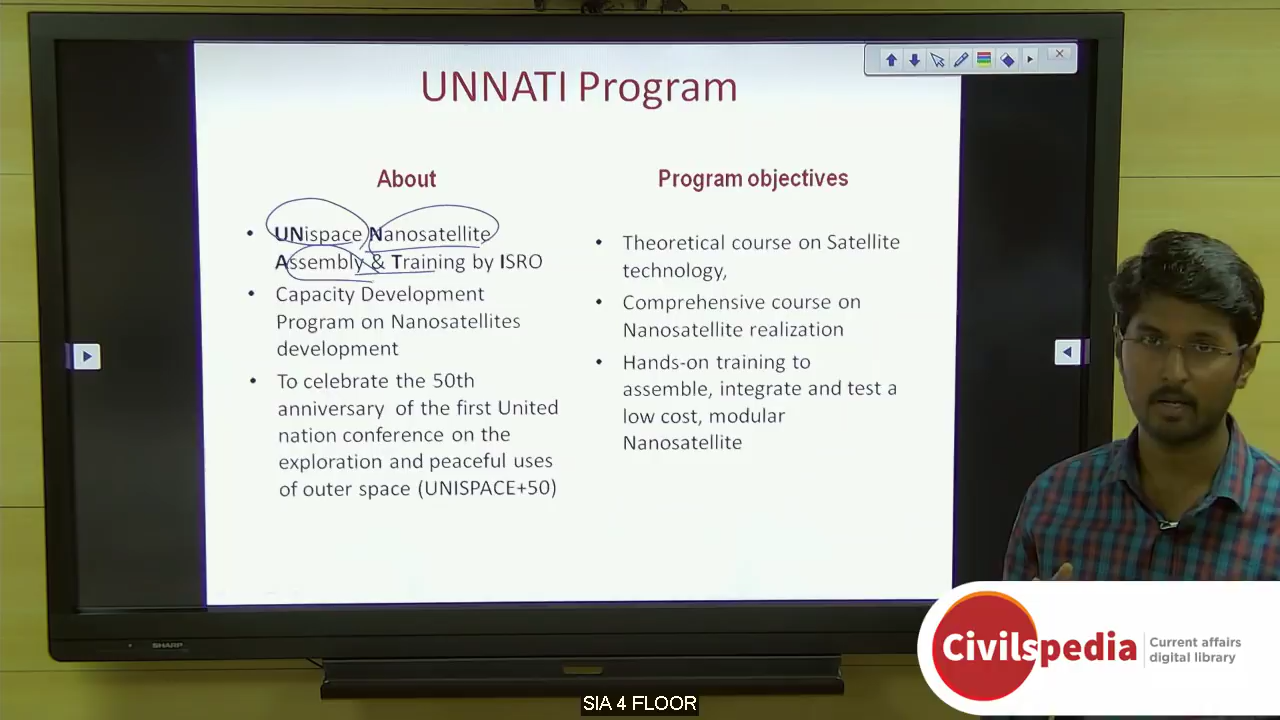 UNNATI Program
About
• UNispace Nanosatellite
Assembly & Training by ISRO
• Capacity Development
Program on Nanosatellites
development
• To celebrate the 50th
anniversary of the first United
nation conference on the
exploration and peaceful uses
of outer space (UNISPACE+50)
Program objectives
• Theoretical course on Satellite
technology,
• Comprehensive course on
Nanosatellite realization
• Hands-on training to
assemble, integrate and test a
low cost, modular
Nanosatellite
SHARP
Civilspedia
Current affairs
digital library
SIA 4 FLOOR